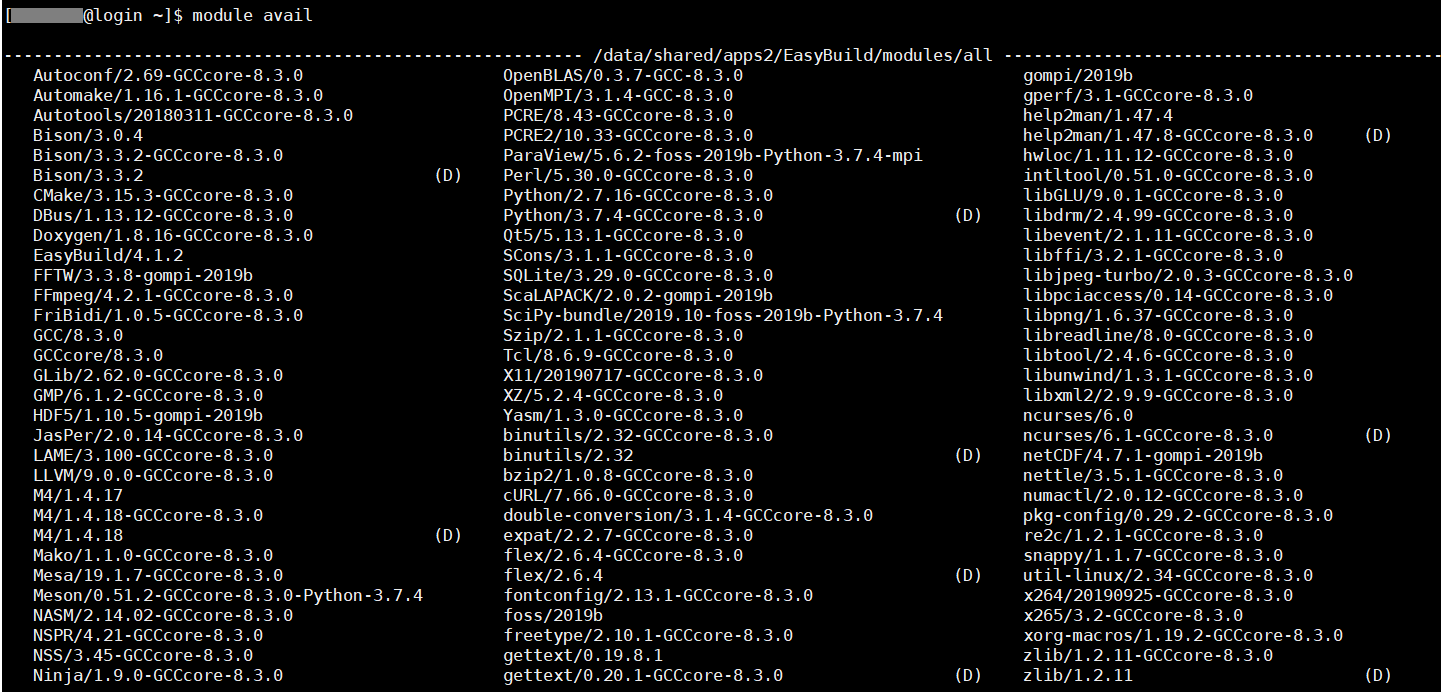 [@login ~]$ module avail
---------------------------------------------------------- /data/shared/apps2/EasyBuild/modules/all --------------------------------------------
Autoconf/2.69-GCCcore-8.3.0 OpenBLAS/0.3.7-GCC-8.3.0 gompi/2019b
Automake/1.16.1-GCCcore-8.3.0 OpenMPI/3.1.4-GCC-8.3.0 gperf/3.1-GCCcore-8.3.0
Autotools/20180311-GCCcore-8.3.0 PCRE/8.43-GCCcore-8.3.0 help2man/1.47.4
Bison/3.0.4 PCRE2/10.33-GCCcore-8.3.0 help2man/1.47.8-GCCcore-8.3.0 (D)
Bison/3.3.2-GCCcore-8.3.0 ParaView/5.6.2-foss-2019b-Python-3.7.4-mpi hwloc/1.11.12-GCCcore-8.3.0
Bison/3.3.2 (D) Perl/5.30.0-GCCcore-8.3.0 intltool/0.51.0-GCCcore-8.3.0
CMake/3.15.3-GCCcore-8.3.0 Python/2.7.16-GCCcore-8.3.0 libGLU/9.0.1-GCCcore-8.3.0
DBus/1.13.12-GCCcore-8.3.0 Python/3.7.4-GCCcore-8.3.0 (D) libdrm/2.4.99-GCCcore-8.3.0
Doxygen/1.8.16-GCCcore-8.3.0 Qt5/5.13.1-GCCcore-8.3.0 libevent/2.1.11-GCCcore-8.3.0
EasyBuild/4.1.2 SCons/3.1.1-GCCcore-8.3.0 libffi/3.2.1-GCCcore-8.3.0
FFTW/3.3.8-gompi-2019b SQLite/3.29.0-GCCcore-8.3.0 libjpeg-turbo/2.0.3-GCCcore-8.3.0
FFmpeg/4.2.1-GCCcore-8.3.0 ScaLAPACK/2.0.2-gompi-2019b libpciaccess/0.14-GCCcore-8.3.0
FriBidi/1.0.5-GCCcore-8.3.0 SciPy-bundle/2019.10-foss-2019b-Python-3.7.4 libpng/1.6.37-GCCcore-8.3.0
GCC/8.3.0 Szip/2.1.1-GCCcore-8.3.0 libreadline/8.0-GCCcore-8.3.0
GCCcore/8.3.0 Tcl/8.6.9-GCCcore-8.3.0 libtool/2.4.6-GCCcore-8.3.0
GLib/2.62.0-GCCcore-8.3.0 X11/20190717-GCCcore-8.3.0 libunwind/1.3.1-GCCcore-8.3.0
GMP/6.1.2-GCCcore-8.3.0 XZ/5.2.4-GCCcore-8.3.0 libxml2/2.9.9-GCCcore-8.3.0
HDF5/1.10.5-gompi-2019b Yasm/1.3.0-GCCcore-8.3.0 ncurses/6.0
JasPer/2.0.14-GCCcore-8.3.0 binutils/2.32-GCCcore-8.3.0 ncurses/6.1-GCCcore-8.3.0 (D)
LAME/3.100-GCCcore-8.3.0 binutils/2.32 (D) netCDF/4.7.1-gompi-2019b
LLVM/9.0.0-GCCcore-8.3.0 bzip2/1.0.8-GCCcore-8.3.0 nettle/3.5.1-GCCcore-8.3.0
M4/1.4.17 cURL/7.66.0-GCCcore-8.3.0 numactl/2.0.12-GCCcore-8.3.0
M4/1.4.18-GCCcore-8.3.0 double-conversion/3.1.4-GCCcore-8.3.0 pkg-config/0.29.2-GCCcore-8.3.0
M4/1.4.18 (D) expat/2.2.7-GCCcore-8.3.0 re2c/1.2.1-GCCcore-8.3.0
Mako/1.1.0-GCCcore-8.3.0 flex/2.6.4-GCCcore-8.3.0 snappy/1.1.7-GCCcore-8.3.0
Mesa/19.1.7-GCCcore-8.3.0 flex/2.6.4 (D) util-linux/2.34-GCCcore-8.3.0
Meson/0.51.2-GCCcore-8.3.0-Python-3.7.4 fontconfig/2.13.1-GCCcore-8.3.0 x264/20190925-GCCcore-8.3.0
NASM/2.14.02-GCCcore-8.3.0 foss/2019b x265/3.2-GCCcore-8.3.0
NSPR/4.21-GCCcore-8.3.0 freetype/2.10.1-GCCcore-8.3.0 xorg-macros/1.19.2-GCCcore-8.3.0
NSS/3.45-GCCcore-8.3.0 gettext/0.19.8.1 zlib/1.2.11-GCCcore-8.3.0
Ninja/1.9.0-GCCcore-8.3.0 gettext/0.20.1-GCCcore-8.3.0 (D) zlib/1.2.11 (D)